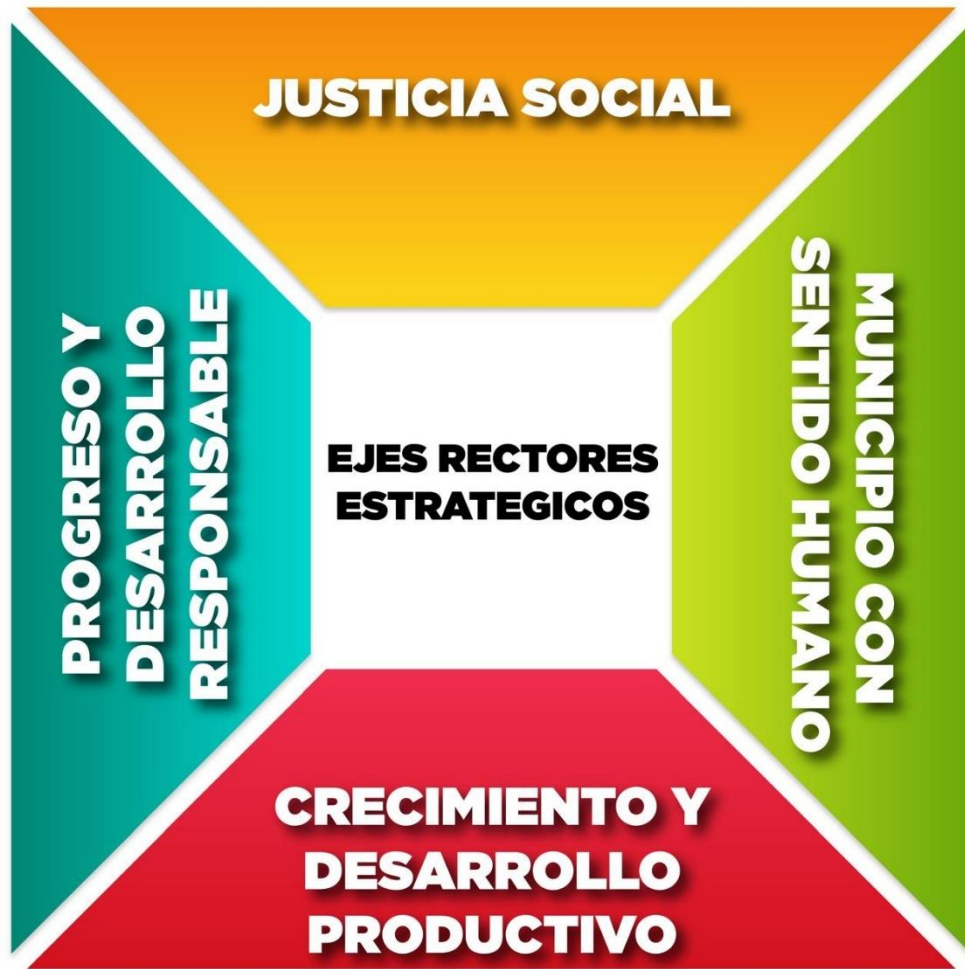 JUSTICIA SOCIAL
PROGRESO Y
DESARROLLO
RESPONSABLE
EJES RECTORES
ESTRATEGICOS
MUNICIPIO CON
SENTIDO HUMANO
CRECIMIENTO Y
DESARROLLO
PRODUCTIVO